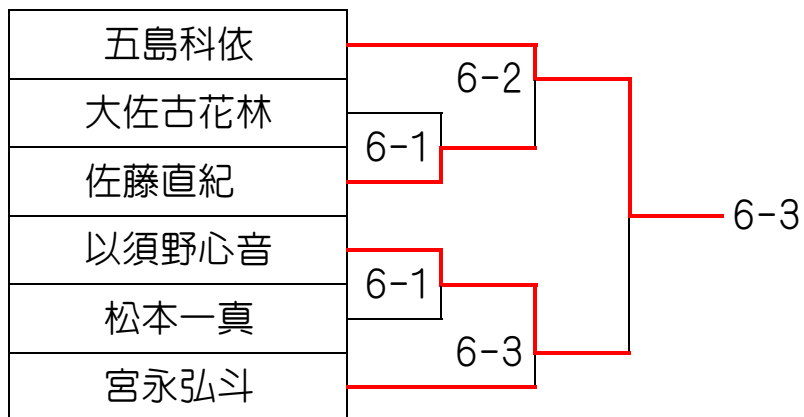 五島科依
大佐古花林
佐藤直紀
以須野心音
松本一真
宮永弘斗
6-2
6-1
6-3
6-1
6-3